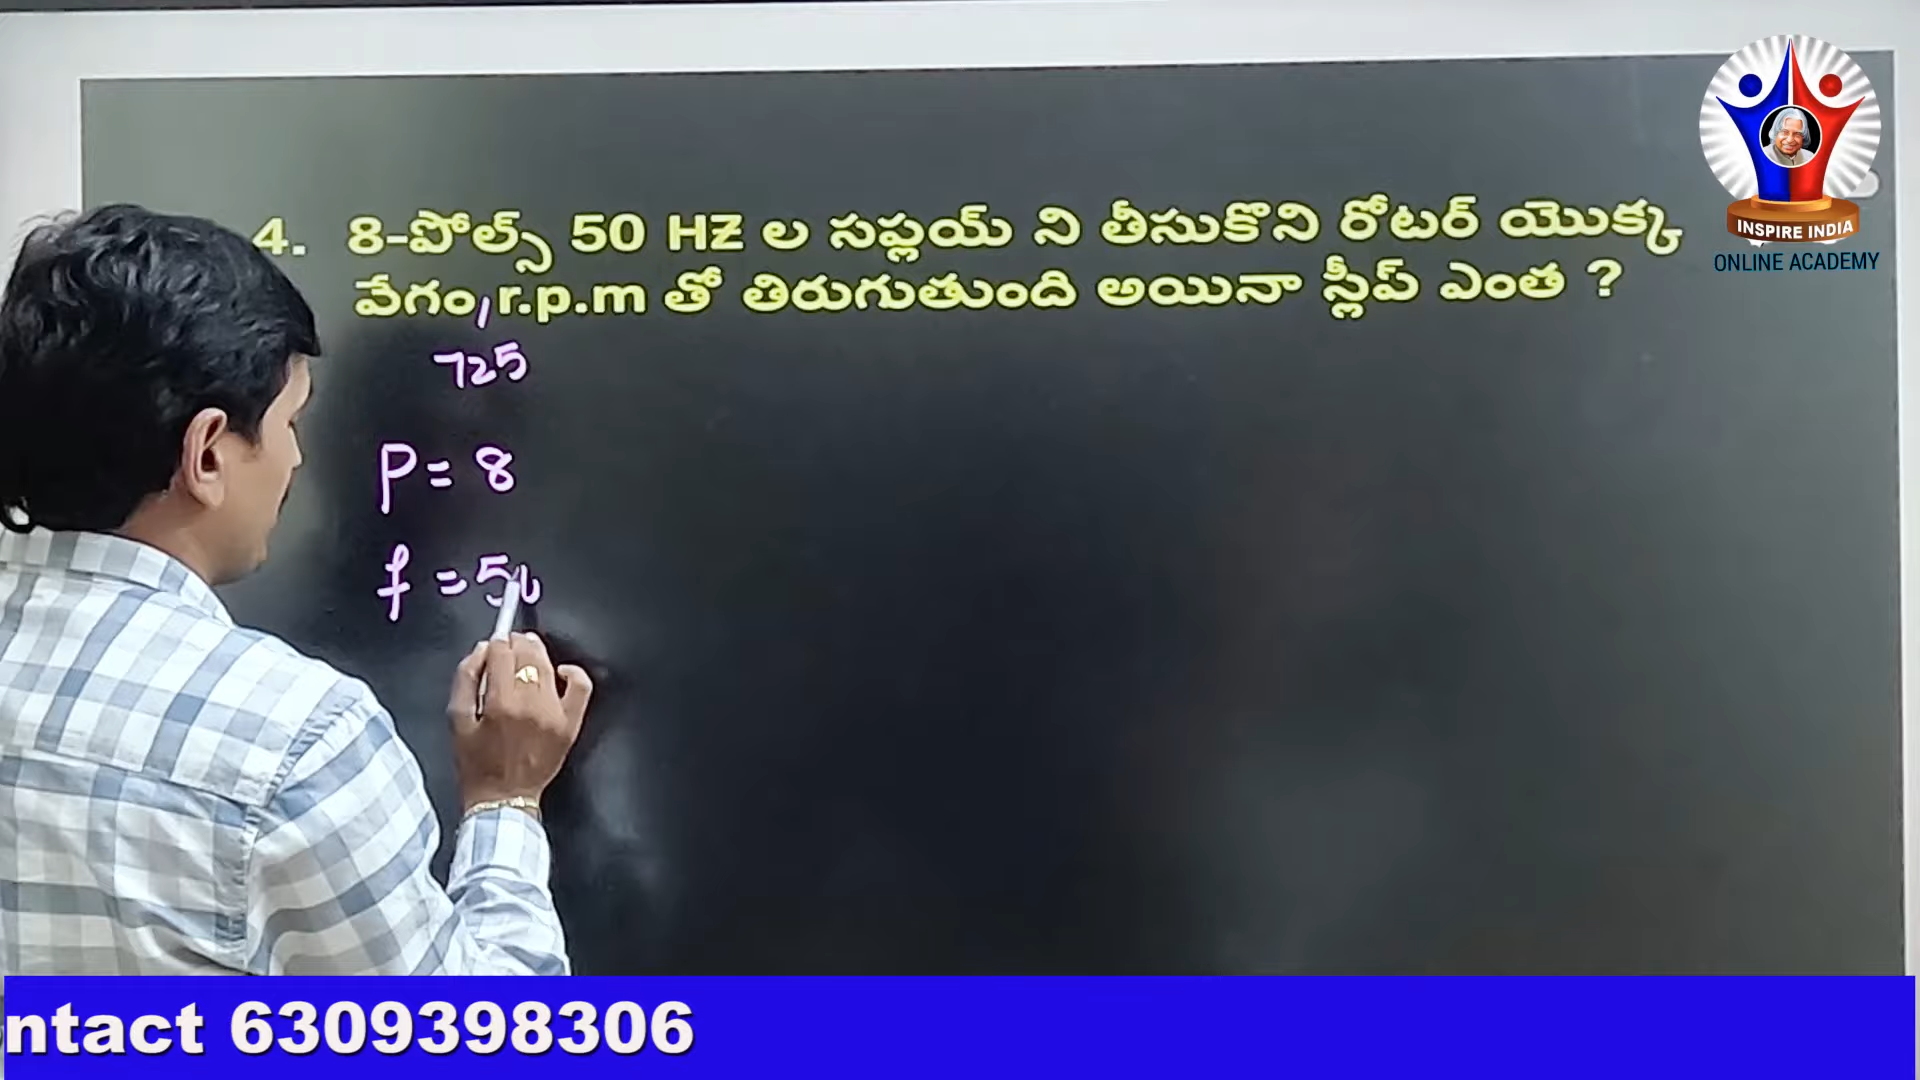 4. 8-పోల్స్ 50 HZ ల సప్లయ్ ని తీసుకొని రోటర్ యొక్క
వేగం, r.p.m తో తిరుగుతుంది అయినా స్లీప్ ఎంత ?
725
P = 8
f = 50
INSPIRE INDIA
ONLINE ACADEMY
ntact 6309398306